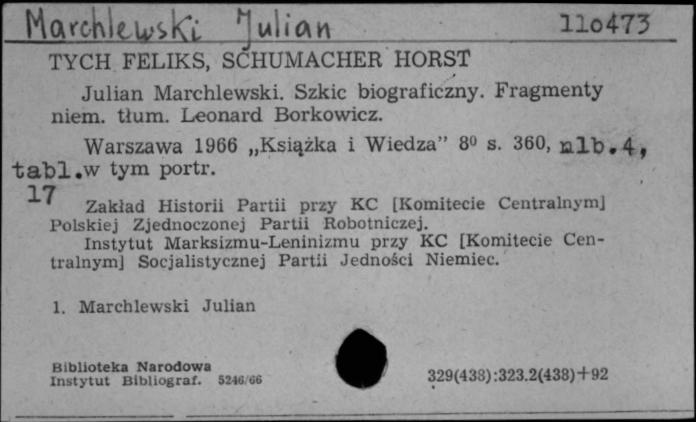 Marchlewski Julian 110473
TYCH FELIKS, SCHUMACHER HORST
Julian Marchlewski. Szkic biograficzny. Fragmenty
niem. tłum. Leonard Borkowicz.
Warszawa 1966 „Książka i Wiedza” 8⁰ s. 360, nlb.4,
tabl.w tym portr.
17
Zakład Historii Partii przy KC [Komitecie Centralnym]
Polskiej Zjednoczonej Partii Robotniczej.
Instytut Marksizmu-Leninizmu przy KC [Komitecie Cen-
tralnym] Socjalistycznej Partii Jedności Niemiec.
1. Marchlewski Julian
Biblioteka Narodowa
Instytut Bibliograf. 5246/66 329(438):323.2(438)+92